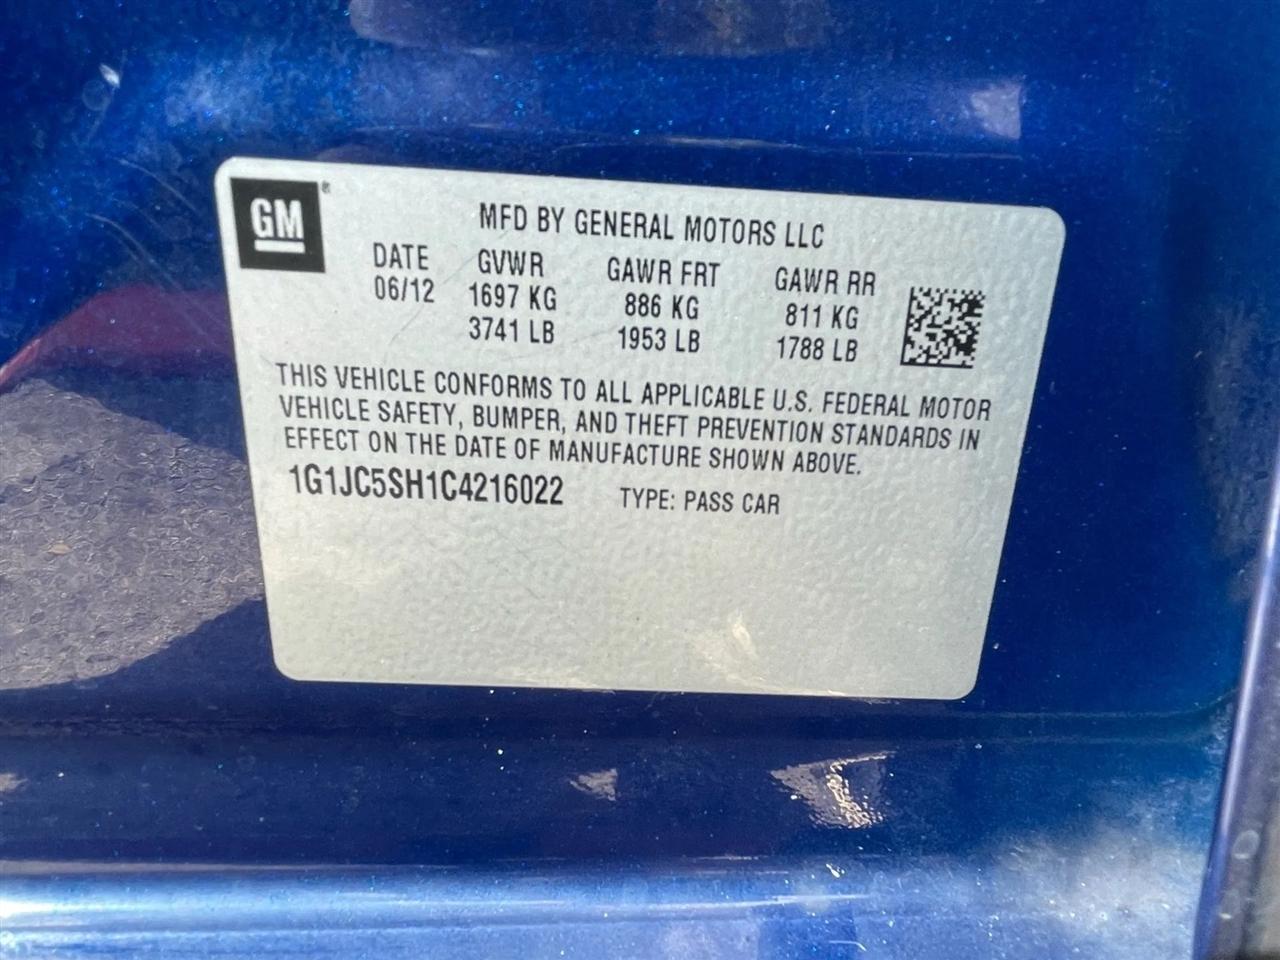 GM®
MFD BY GENERAL MOTORS LLC
DATE GVWR GAWR FRT GAWR RR
06/12 1697 KG 886 KG 811 KG
3741 LB 1953 LB 1788 LB
THIS VEHICLE CONFORMS TO ALL APPLICABLE U.S. FEDERAL MOTOR
VEHICLE SAFETY, BUMPER, AND THEFT PREVENTION STANDARDS IN
EFFECT ON THE DATE OF MANUFACTURE SHOWN ABOVE.
1G1JC5SH1C4216022 TYPE: PASS CAR